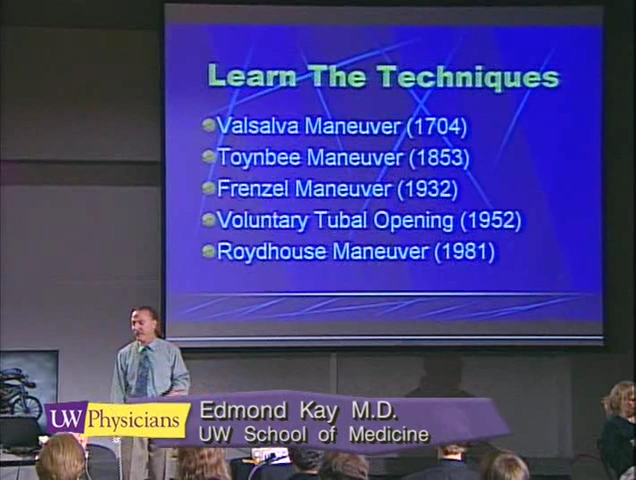 Learn The Techniques
Valsalva Maneuver (1704)
Toynbee Maneuver (1853)
Frenzel Maneuver (1932)
Voluntary Tubal Opening (1952)
Roydhouse Maneuver (1981)
UW Physicians
Edmond Kay M.D.
UW School of Medicine